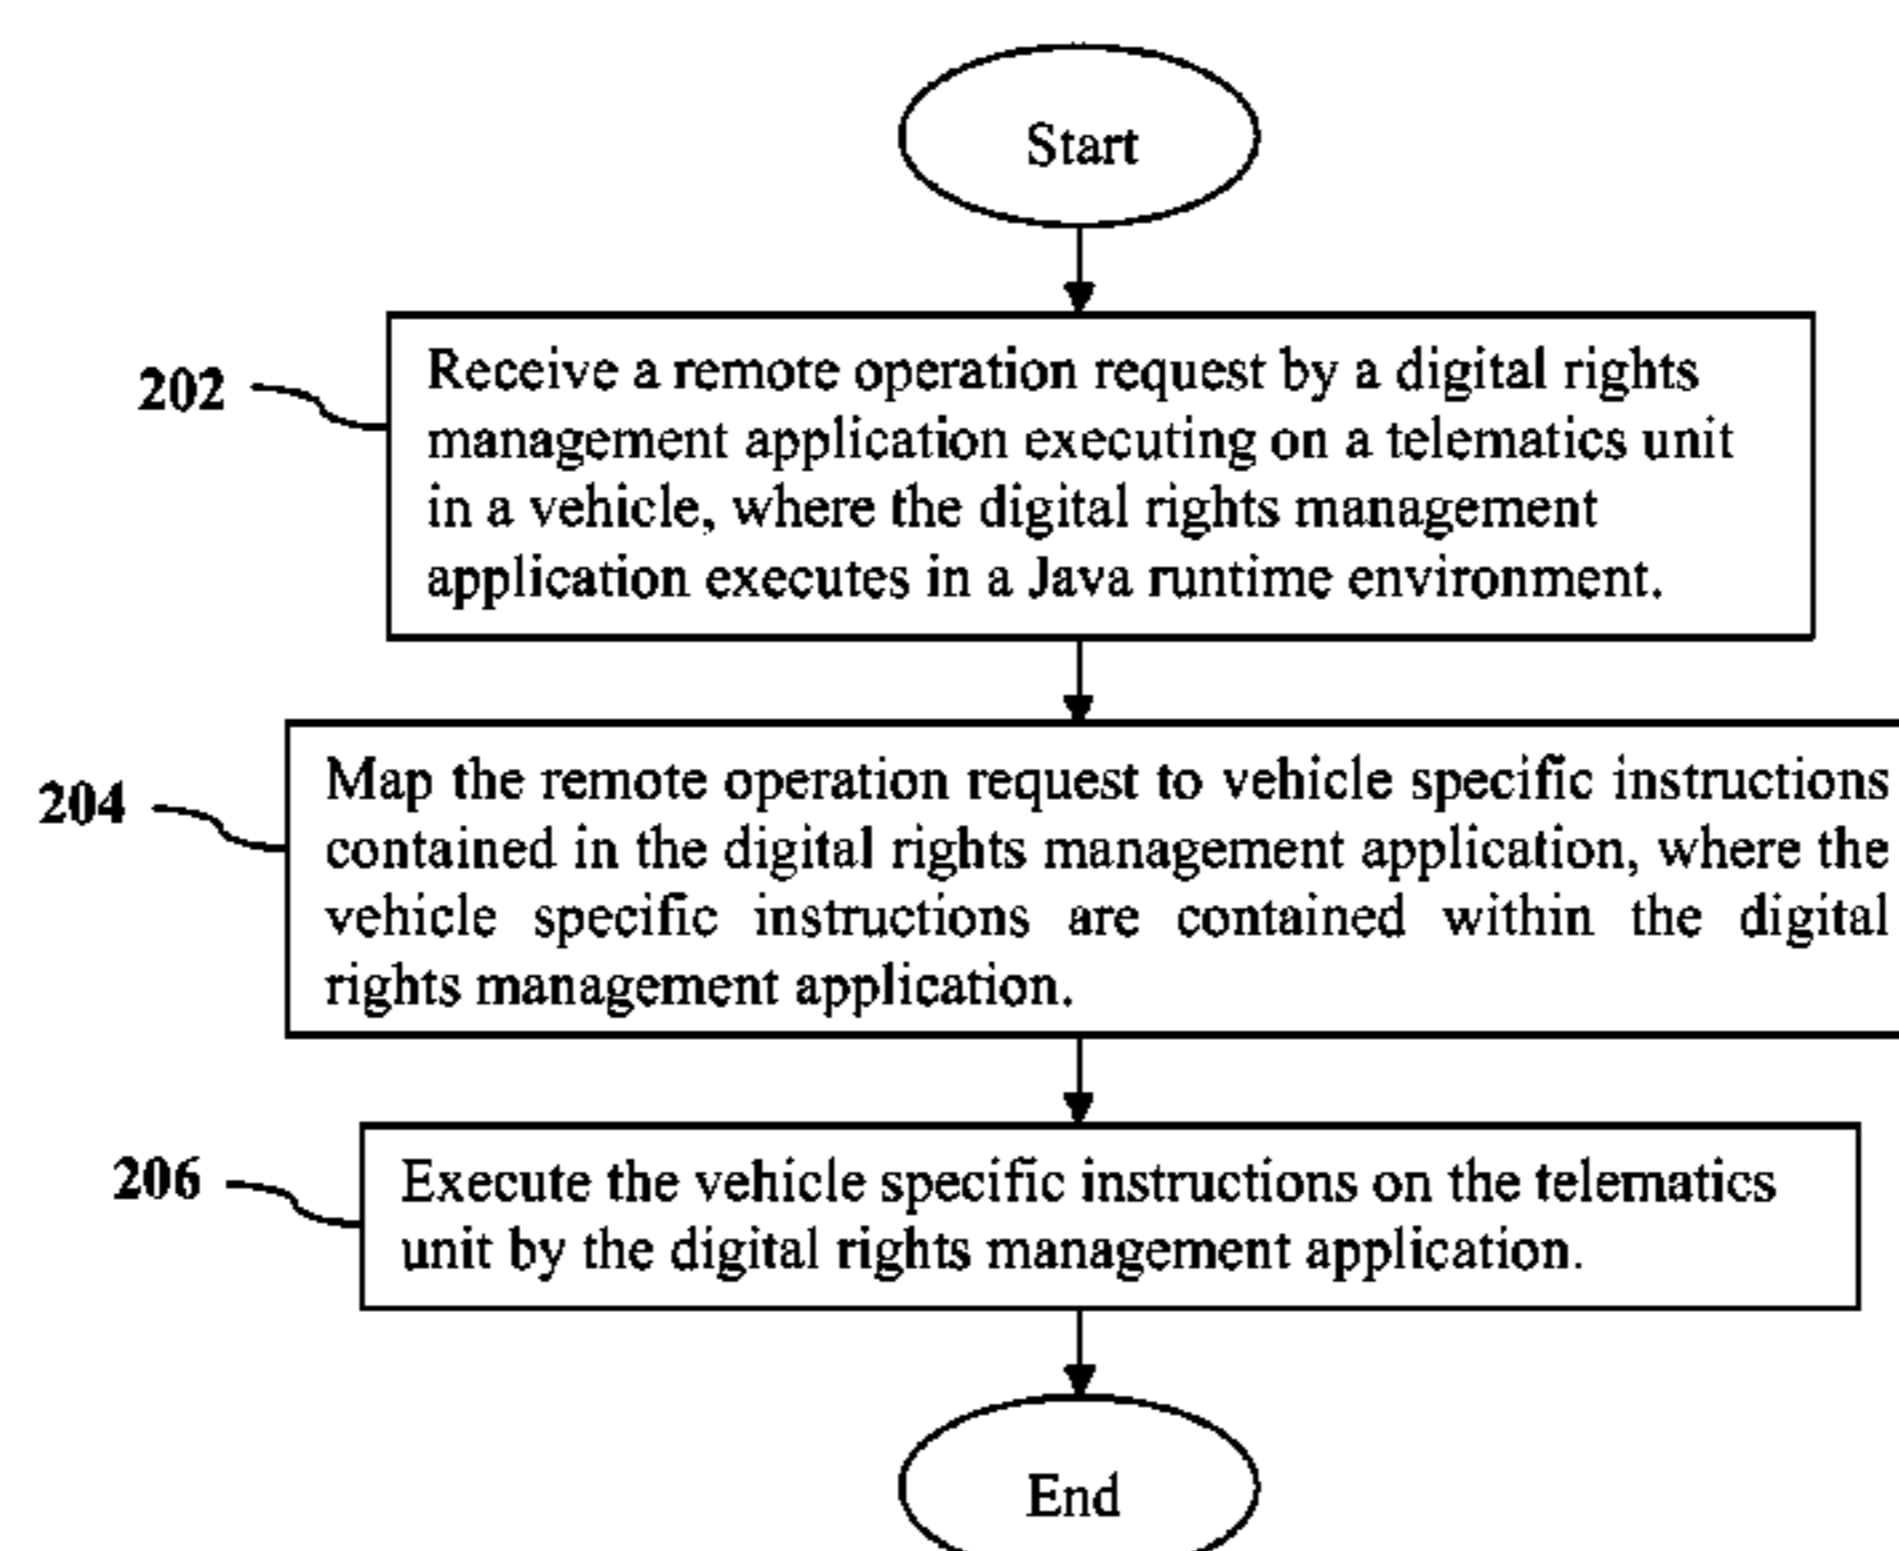 Start
202
Receive a remote operation request by a digital rights
management application executing on a telematics unit
in a vehicle, where the digital rights management
application executes in a Java runtime environment.
204
Map the remote operation request to vehicle specific instructions
contained in the digital rights management application, where the
vehicle specific instructions are contained within the digital
rights management application.
206
Execute the vehicle specific instructions on the telematics
unit by the digital rights management application.
End